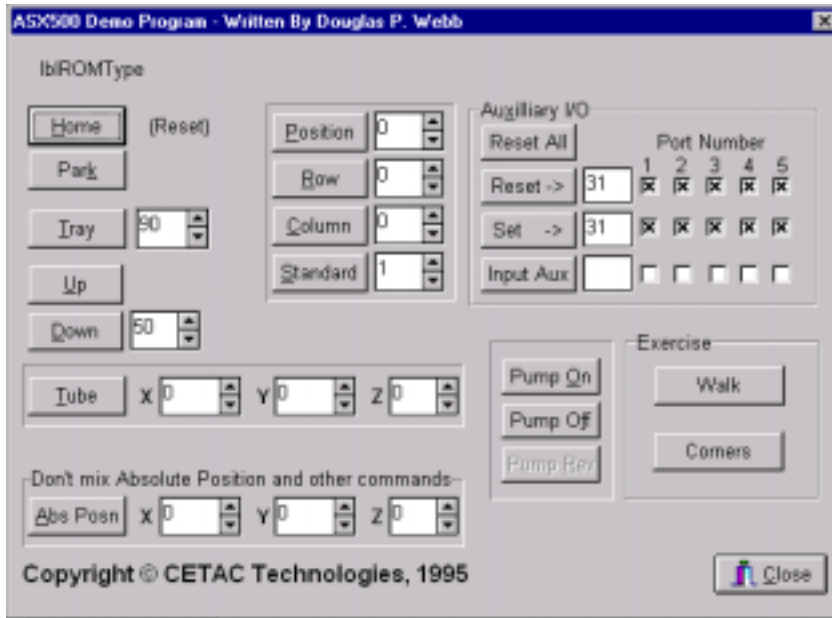 ASX500 Demo Program - Written By Douglas P. Webb
lblROMType
Home (Reset)
Park
Tray 90
Up
Down 50
Position 0
Row 0
Column 0
Standard 1
Auxilliary I/O
Reset All Port Number
1 2 3 4 5
Reset -> 31
Set -> 31
Input Aux
Tube X 0 Y 0 Z 0
Pump On
Pump Off
Pump Rev
Exercise
Walk
Corners
Don't mix Absolute Position and other commands
Abs Posn X 0 Y 0 Z 0
Copyright © CETAC Technologies, 1995
Close